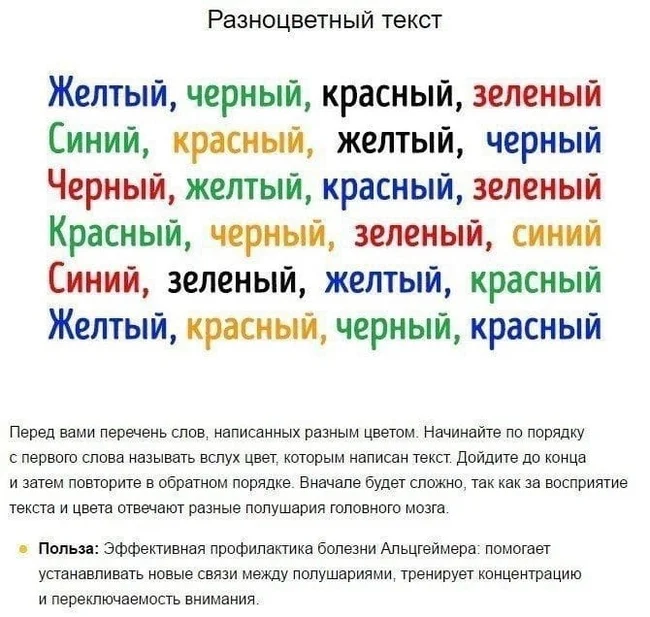 Разноцветный текст
Желтый, черный, красный, зеленый
Синий, красный, желтый, черный
Черный, желтый, красный, зеленый
Красный, черный, зеленый, синий
Синий, зеленый, желтый, красный
Желтый, красный, черный, красный
Перед вами перечень слов, написанных разным цветом. Начинайте по порядку
с первого слова называть вслух цвет, которым написан текст. Дойдите до конца
и затем повторите в обратном порядке. Вначале будет сложно, так как за восприятие
текста и цвета отвечают разные полушария головного мозга.
Польза: Эффективная профилактика болезни Альцгеймера: помогает
устанавливать новые связи между полушариями, тренирует концентрацию
и переключаемость внимания.